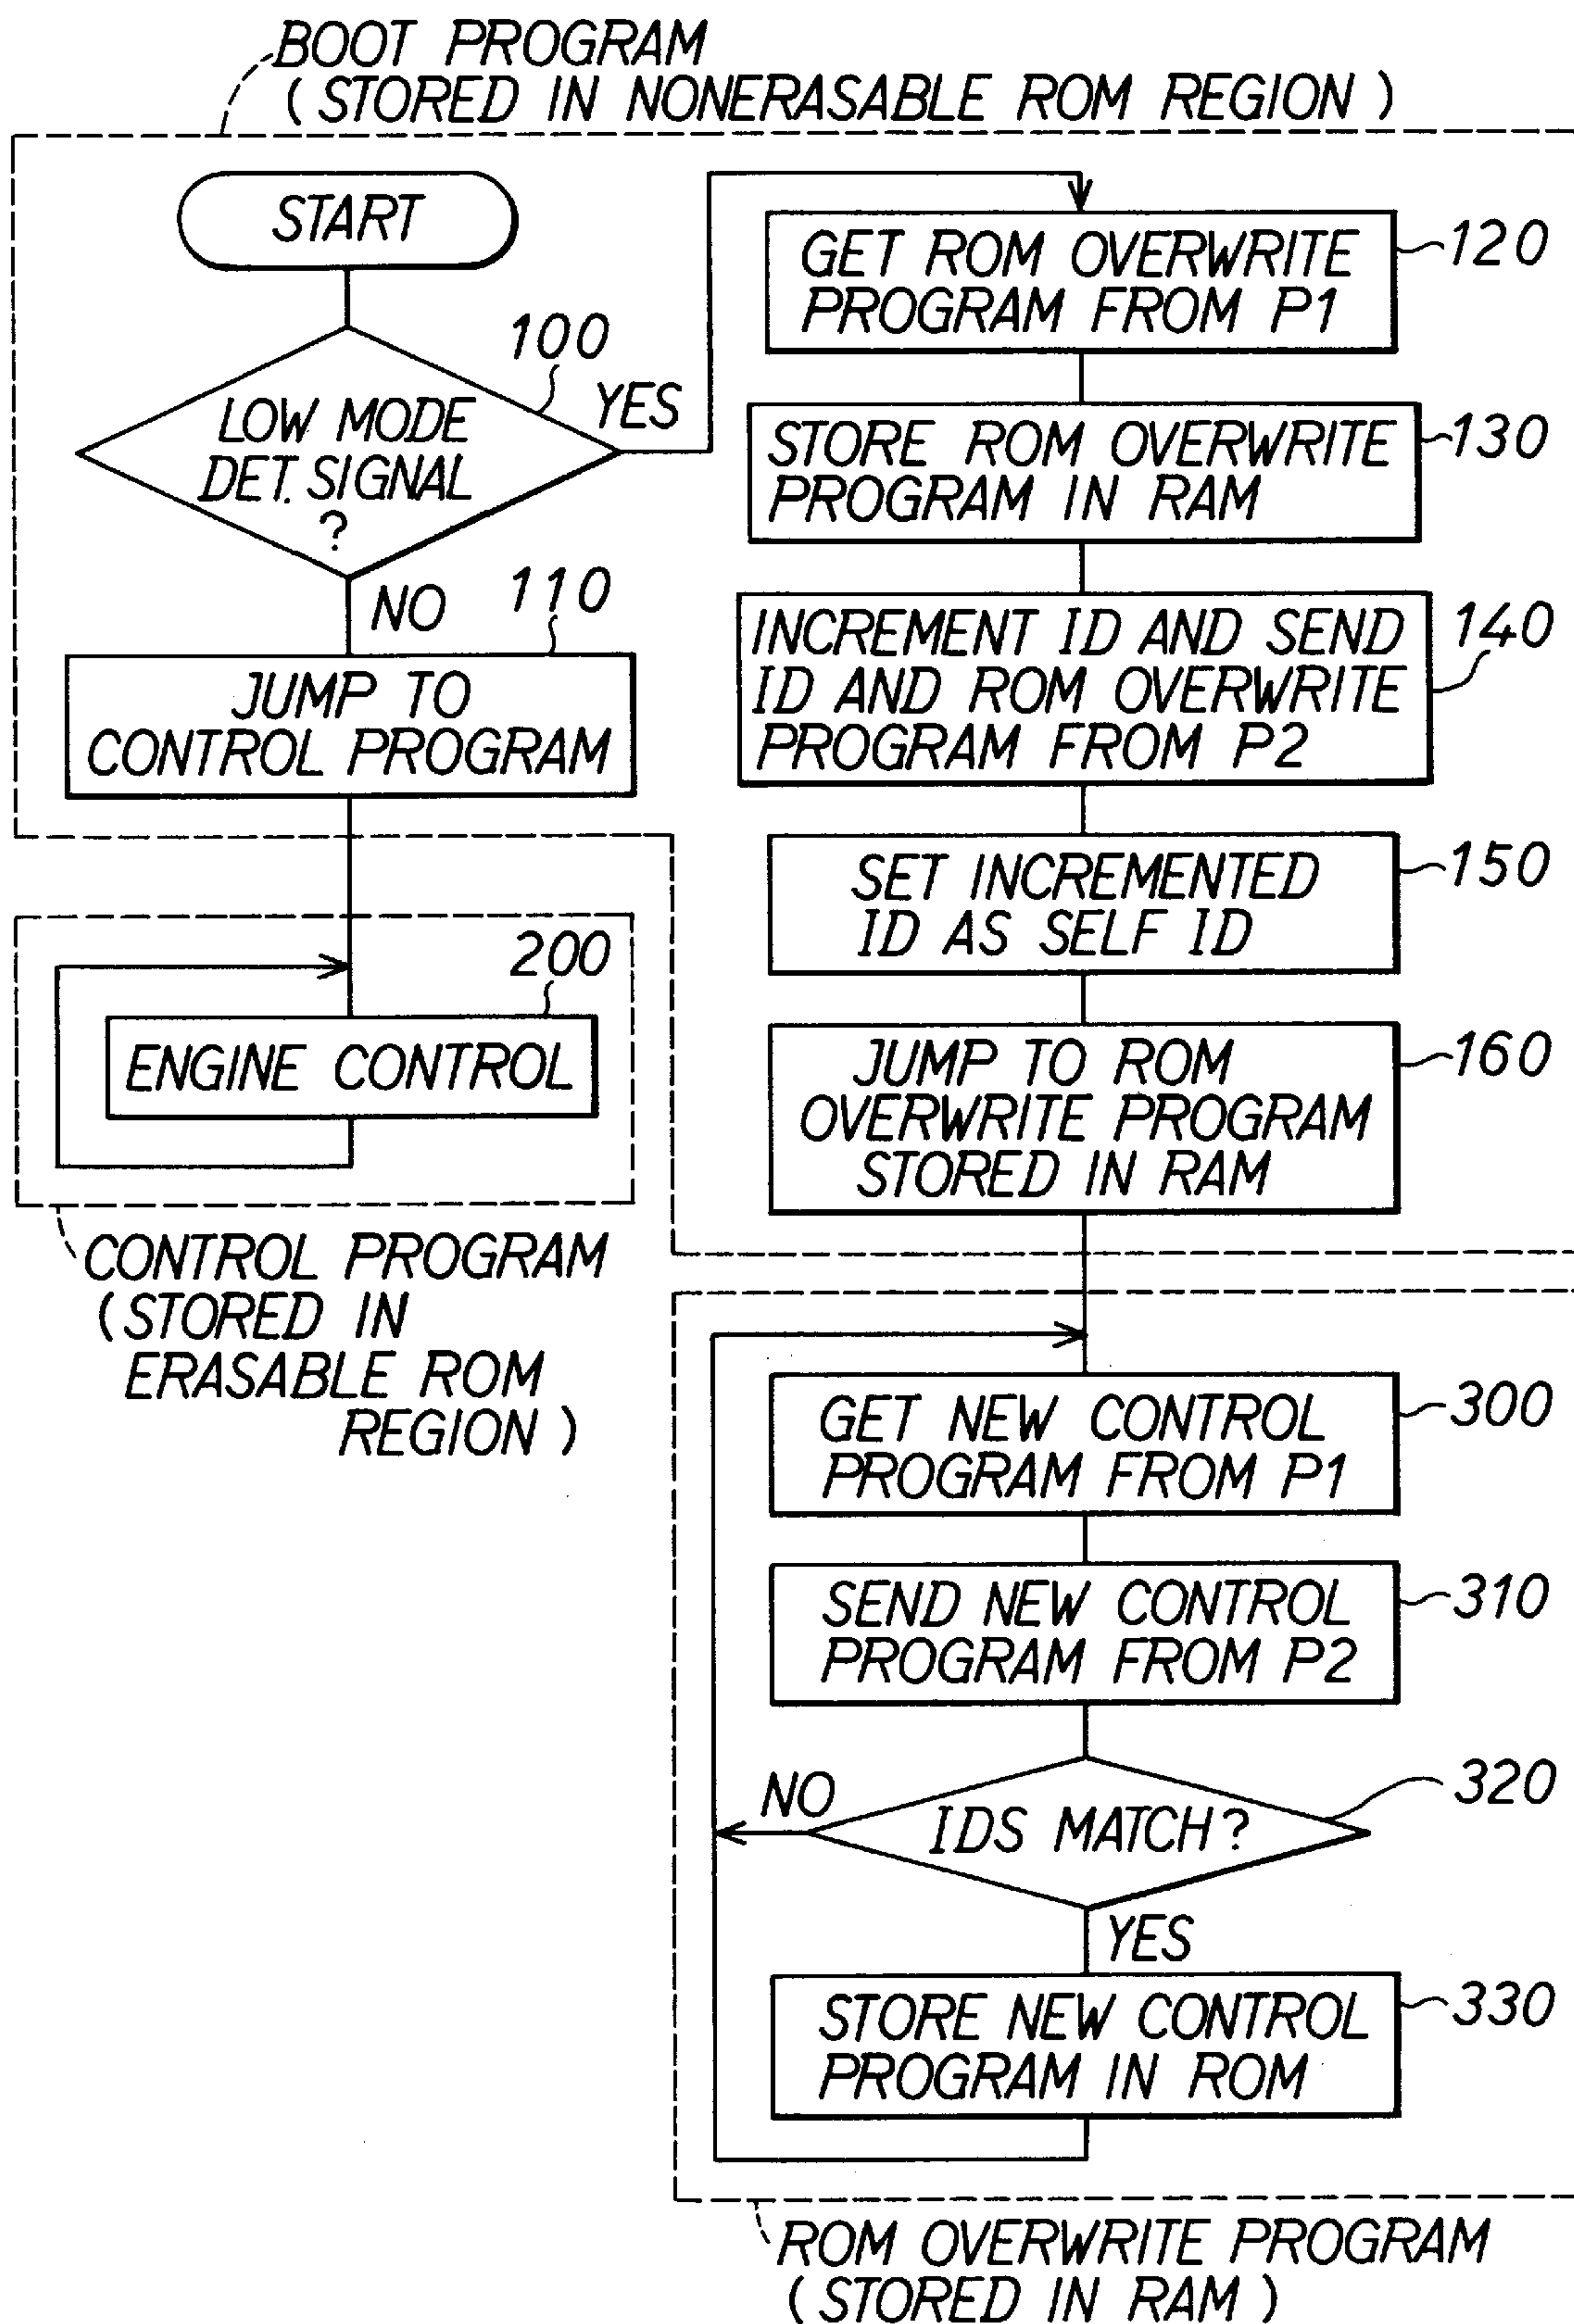 BOOT PROGRAM
(STORED IN NONERASABLE ROM REGION)
START
100
LOW MODE
DET. SIGNAL
?
YES
NO
110
JUMP TO
CONTROL PROGRAM
200
ENGINE CONTROL
CONTROL PROGRAM
(STORED IN
ERASABLE ROM
REGION)
GET ROM OVERWRITE
PROGRAM FROM P1
120
STORE ROM OVERWRITE
PROGRAM IN RAM
130
INCREMENT ID AND SEND
ID AND ROM OVERWRITE
PROGRAM FROM P2
140
SET INCREMENTED
ID AS SELF ID
150
JUMP TO ROM
OVERWRITE PROGRAM
STORED IN RAM
160
GET NEW CONTROL
PROGRAM FROM P1
300
SEND NEW CONTROL
PROGRAM FROM P2
310
IDS MATCH?
320
NO
YES
STORE NEW CONTROL
PROGRAM IN ROM
330
ROM OVERWRITE PROGRAM
(STORED IN RAM)